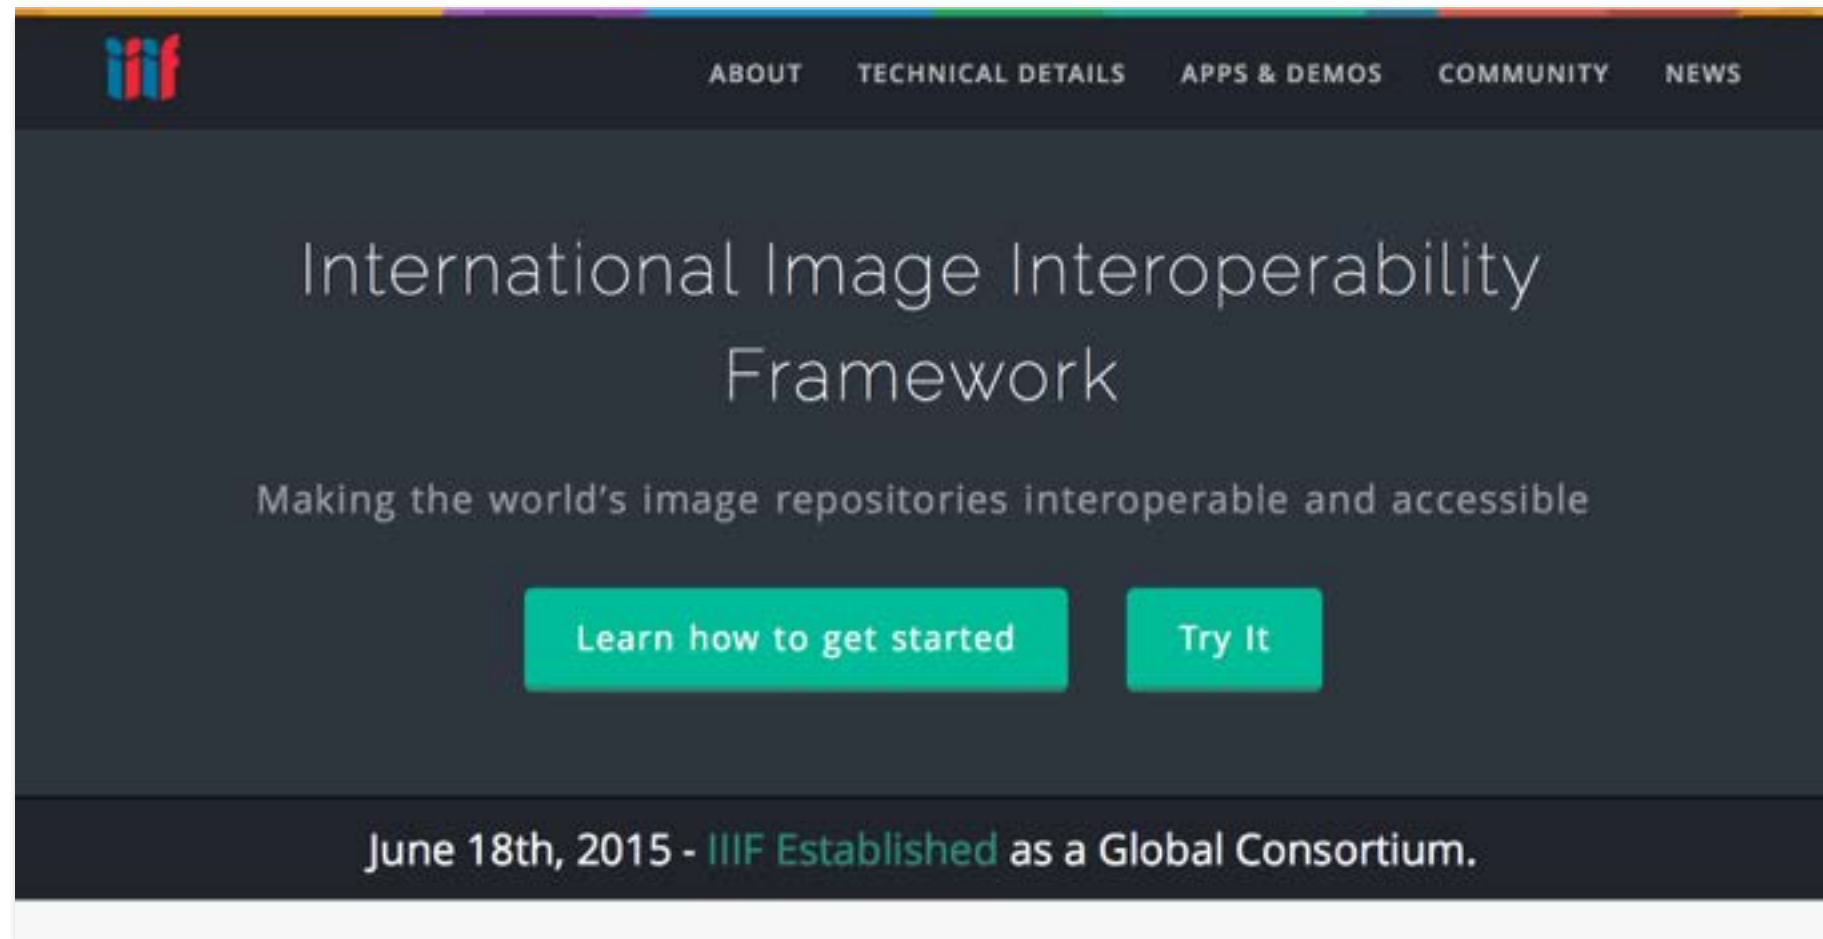 iiif
ABOUT TECHNICAL DETAILS APPS & DEMOS COMMUNITY NEWS
International Image Interoperability
Framework
Making the world's image repositories interoperable and accessible
Learn how to get started Try It
June 18th, 2015 - IIIF Established as a Global Consortium.